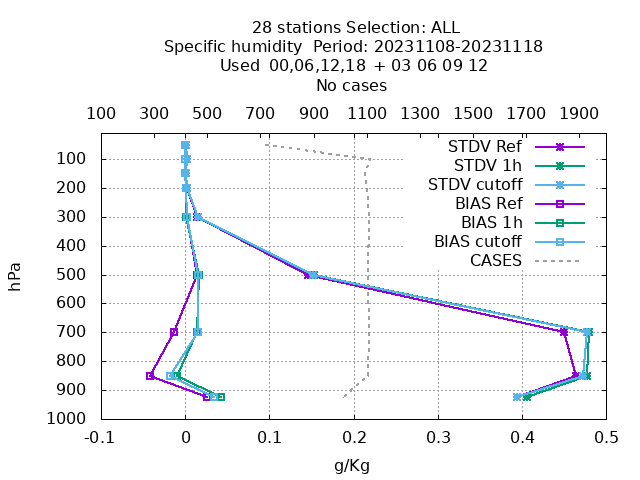 28 stations Selection: ALL
Specific humidity  Period: 20231108-20231118
Used  00,06,12,18  + 03 06 09 12
No cases
100 300 500 700 900 1100 1300 1500 1700 1900
STDV Ref
STDV 1h
STDV cutoff
BIAS Ref
BIAS 1h
BIAS cutoff
CASES
hPa
100
200
300
400
500
600
700
800
900
1000
-0.1 0 0.1 0.2 0.3 0.4 0.5
g/Kg